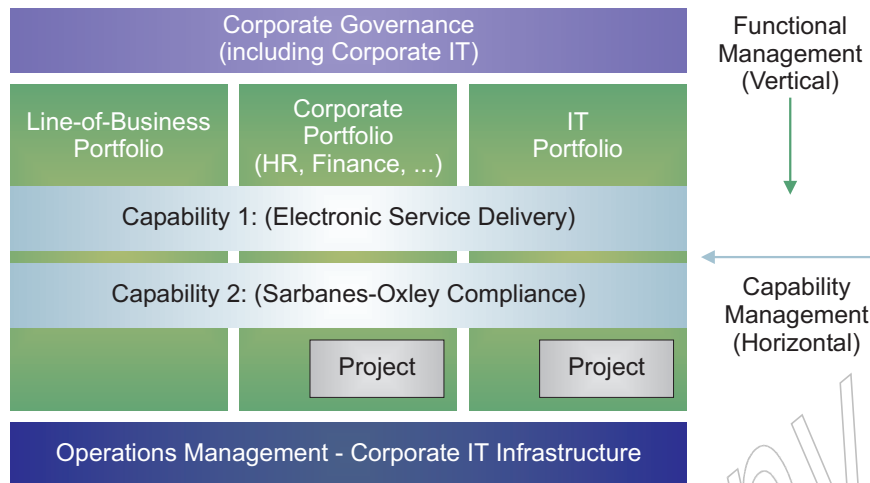 Corporate Governance
(including Corporate IT)
Functional
Management
(Vertical)
Line-of-Business
Portfolio
Corporate
Portfolio
(HR, Finance, ...)
IT
Portfolio
Capability 1: (Electronic Service Delivery)
Capability 2: (Sarbanes-Oxley Compliance)
Capability
Management
(Horizontal)
Project
Project
Operations Management - Corporate IT Infrastructure